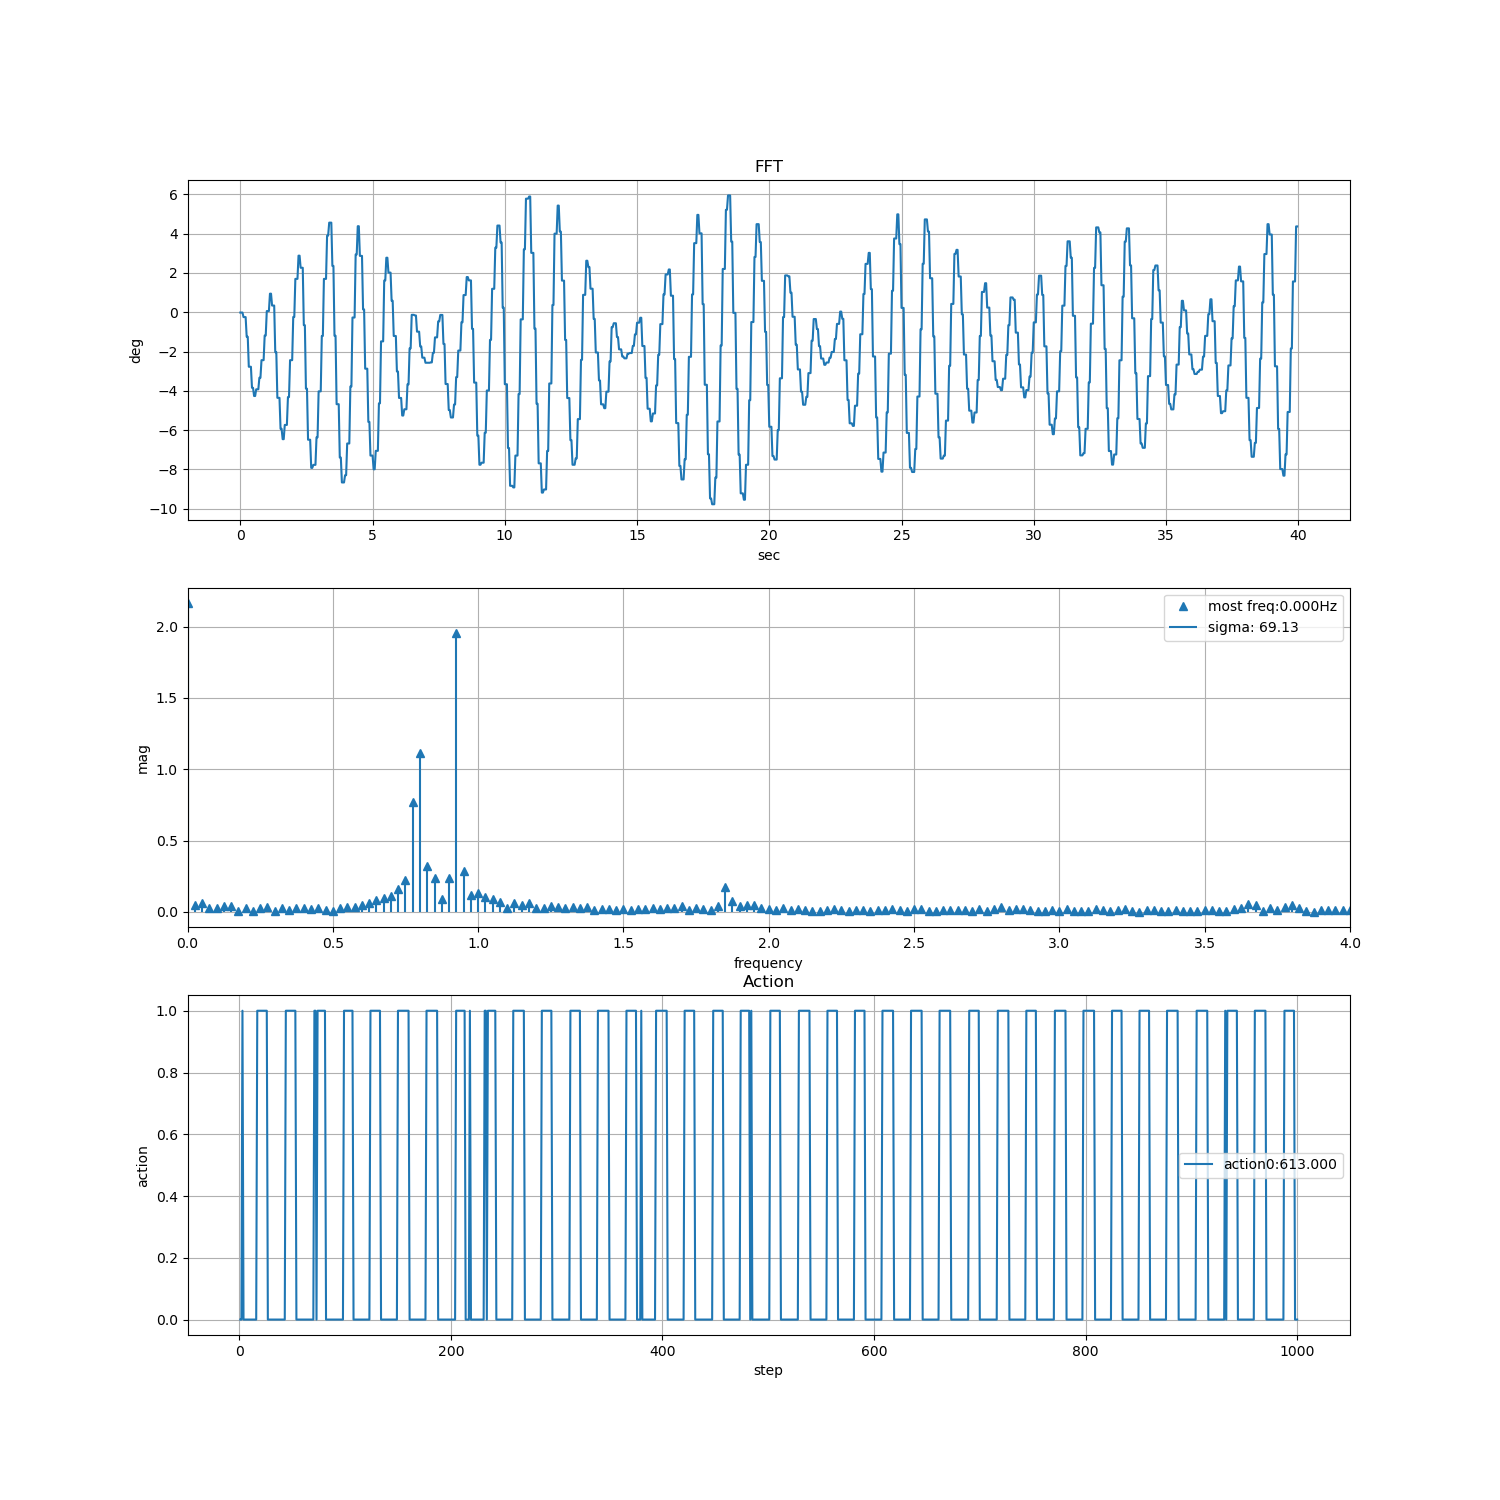 FFT
6
4
2
0
−2
−4
−6
−8
−10
deg
0 5 10 15 20 25 30 35 40
sec
most freq:0.000Hz
sigma: 69.13
2.0
1.5
1.0
0.5
0.0
mag
0.0 0.5 1.0 1.5 2.0 2.5 3.0 3.5 4.0
frequency
Action
1.0
0.8
0.6
0.4
0.2
0.0
action
action0:613.000
0 200 400 600 800 1000
step